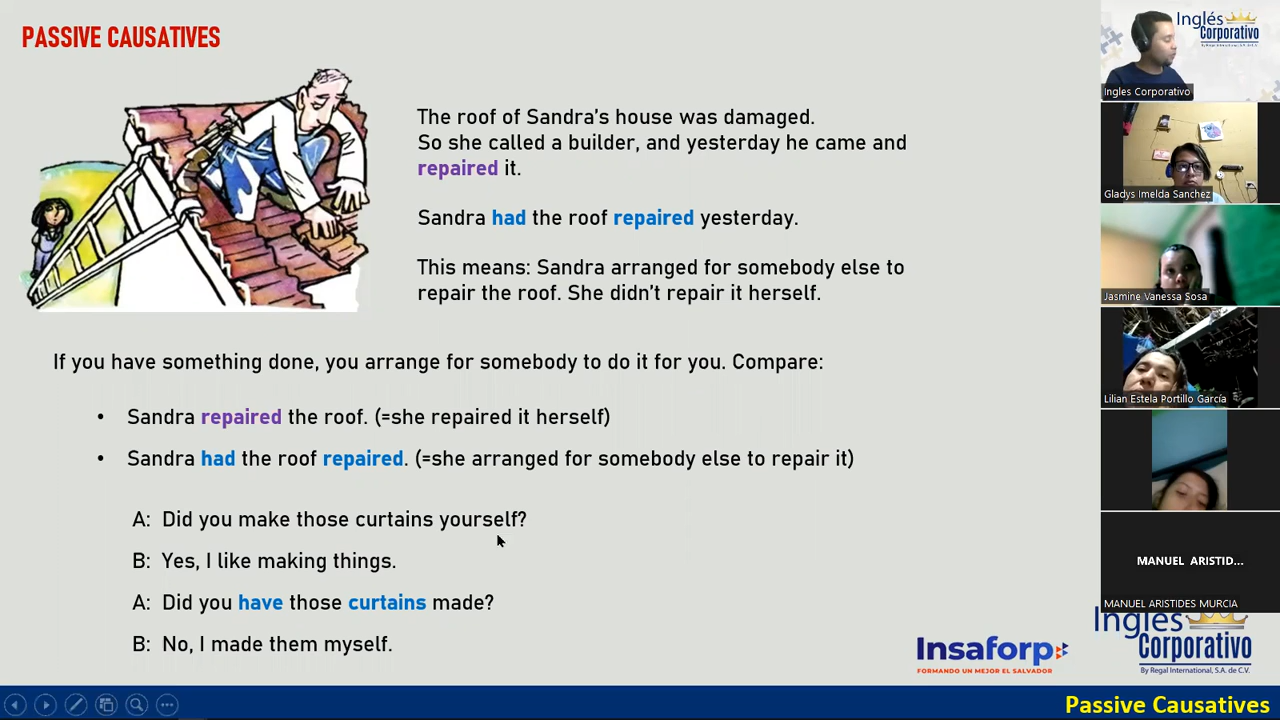 PASSIVE CAUSATIVES
The roof of Sandra's house was damaged.
So she called a builder, and yesterday he came and
repaired it.
Sandra had the roof repaired yesterday.
This means: Sandra arranged for somebody else to
repair the roof. She didn't repair it herself.
If you have something done, you arrange for somebody to do it for you. Compare:
• Sandra repaired the roof. (=she repaired it herself)
• Sandra had the roof repaired. (=she arranged for somebody else to repair it)
A: Did you make those curtains yourself?
B: Yes, I like making things.
A: Did you have those curtains made?
B: No, I made them myself.
Insaforp
FORMANDO UN MEJOR EL SALVADOR
Inglés
Corporativo
By Regal International, S.A. de C.V.
Passive Causatives
Inglés
Corporativo
By Regal International, S.A. de C.V.
Ingles Corporativo
Gladys Imelda Sanchez
Jasmine Vanessa Sosa
Lilian Estela Portillo García
MANUEL ARISTID...
MANUEL ARISTIDES MURCIA